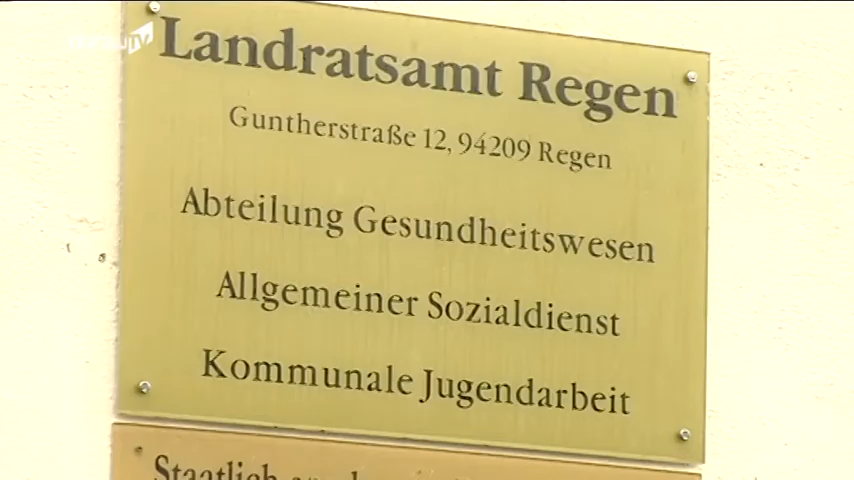 Landratsamt Regen
Guntherstraße 12, 94209 Regen
Abteilung Gesundheitswesen
Allgemeiner Sozialdienst
Kommunale Jugendarbeit